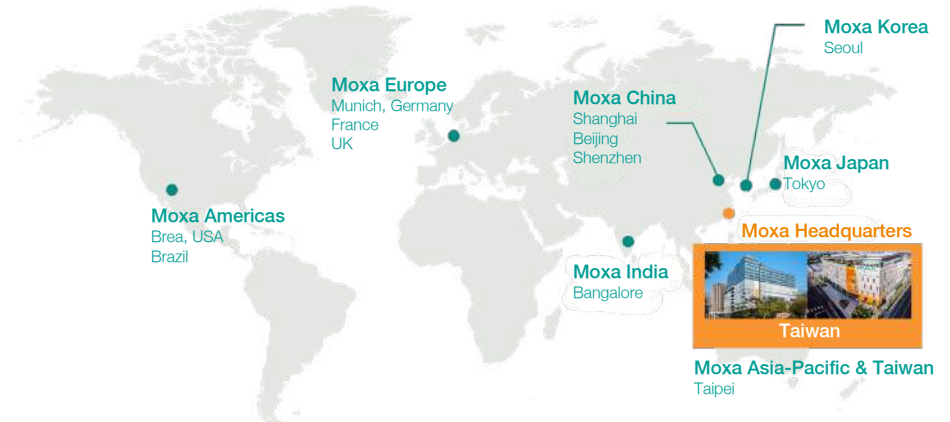 Moxa Korea
Seoul
Moxa Europe
Munich, Germany
France
UK
Moxa China
Shanghai
Beijing
Shenzhen
Moxa Japan
Tokyo
Moxa Americas
Brea, USA
Brazil
Moxa Headquarters
Moxa India
Bangalore
Taiwan
Moxa Asia-Pacific & Taiwan
Taipei